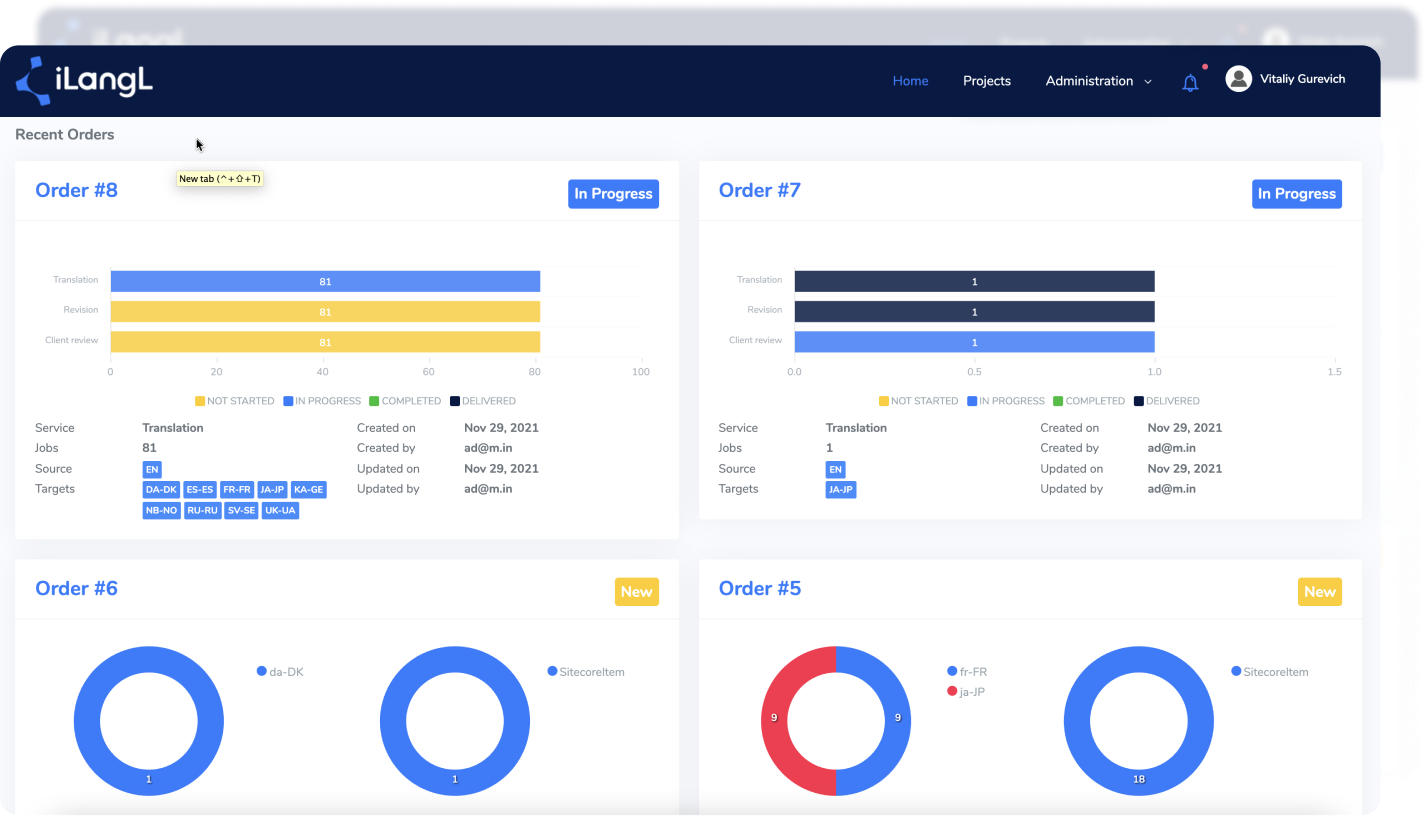 iLangL
Home Projects Administration Vitaliy Gurevich
Recent Orders
New tab (^+⇧+T)
Order #8 In Progress
Translation 81
Revision 81
Client review 81
0 20 40 60 80 100
NOT STARTED IN PROGRESS COMPLETED DELIVERED
Service Translation Created on Nov 29, 2021
Jobs 81 Created by ad@m.in
Source EN Updated on Nov 29, 2021
Targets DA-DK ES-ES FR-FR JA-JP KA-GE Updated by ad@m.in
NB-NO RU-RU SV-SE UK-UA
Order #7 In Progress
Translation 1
Revision 1
Client review 1
0.0 0.5 1.0 1.5
NOT STARTED IN PROGRESS COMPLETED DELIVERED
Service Translation Created on Nov 29, 2021
Jobs 1 Created by ad@m.in
Source EN Updated on Nov 29, 2021
Targets JA-JP Updated by ad@m.in
Order #6 New
da-DK SitecoreItem
1 1
Order #5 New
fr-FR SitecoreItem
ja-JP
9 9
18